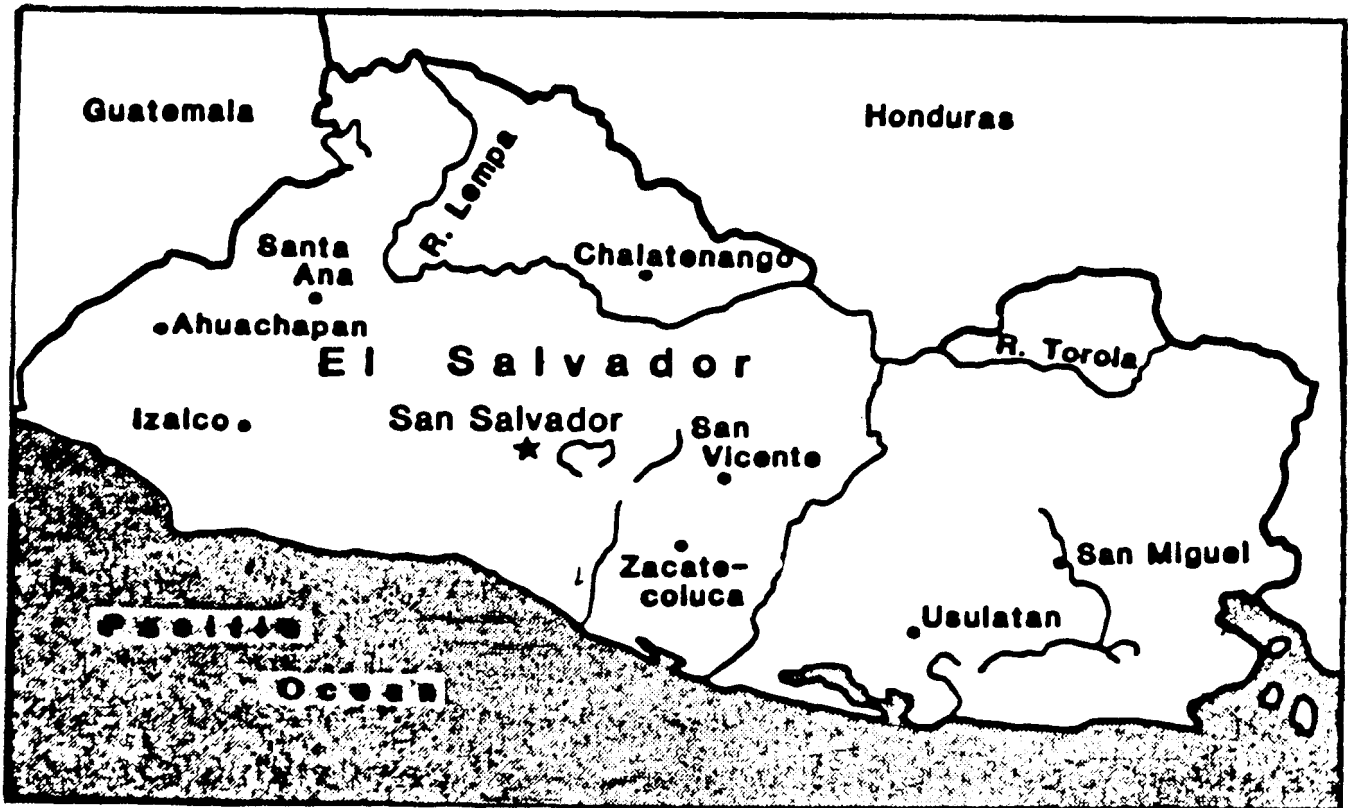 Guatemala
Honduras
R. Lempa
Santa
Ana
Chalatenango
Ahuachapan
El Salvador
R. Torola
Izalco
San Salvador
San
Vicente
Zacate-
coluca
San Miguel
Usulatan
Pacific
Ocean